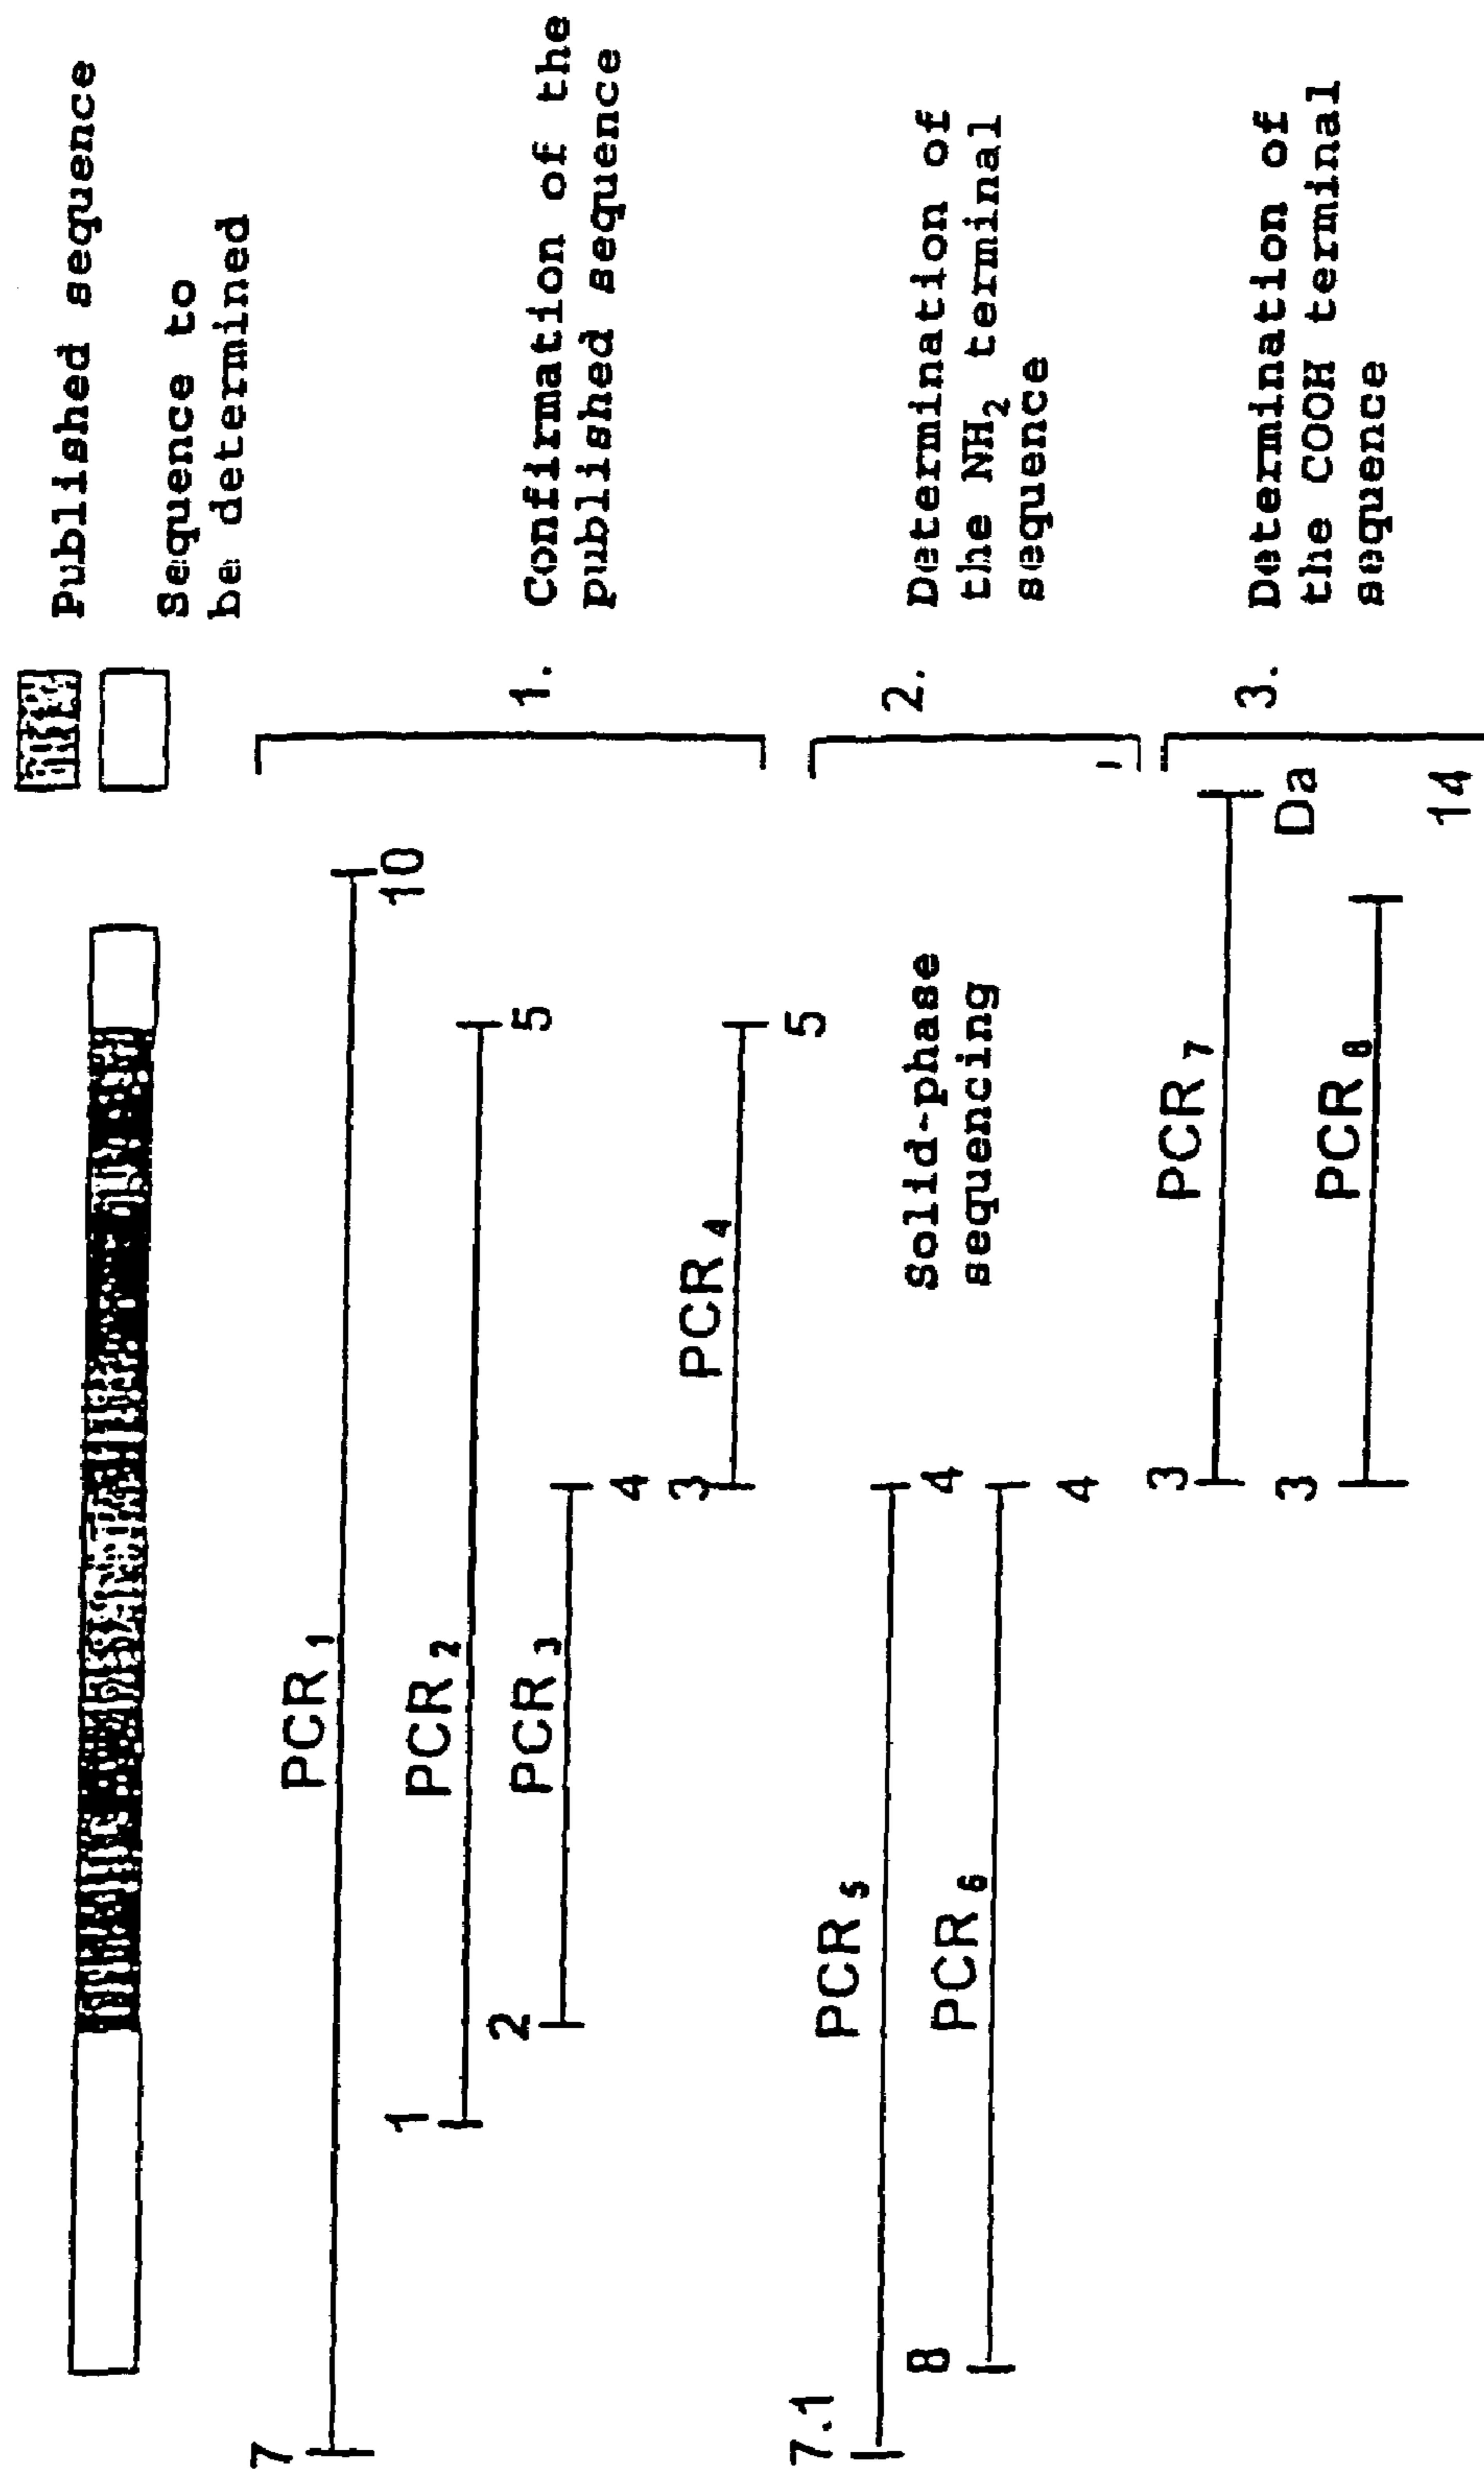 Published sequence
Sequence to
be determined
7
PCR1
10
1
PCR2
5
2
PCR3
4
3
PCR4
5
1. Confirmation of the
published sequence
7.1
PCR5
4
8
PCR6
4
Solid-phase
sequencing
2. Determination of
the NH2 terminal
sequence
3
PCR7
Da
3
PCR8
14
3. Determination of
the COOH terminal
sequence